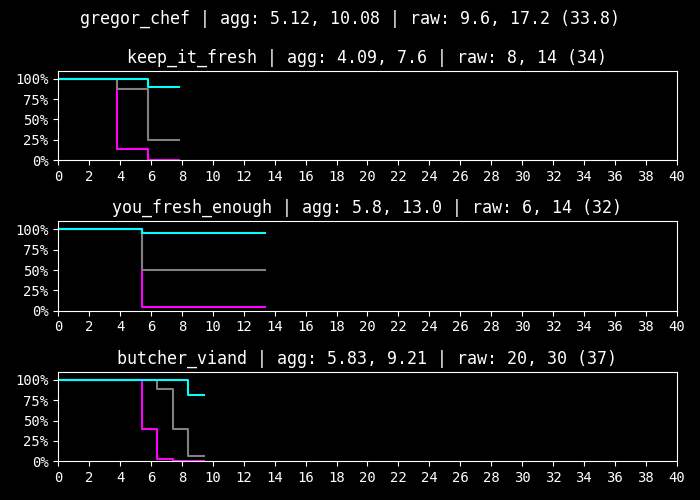 gregor_chef | agg: 5.12, 10.08 | raw: 9.6, 17.2 (33.8)
keep_it_fresh | agg: 4.09, 7.6 | raw: 8, 14 (34)
100%
75%
50%
25%
0%
0 2 4 6 8 10 12 14 16 18 20 22 24 26 28 30 32 34 36 38 40
you_fresh_enough | agg: 5.8, 13.0 | raw: 6, 14 (32)
100%
75%
50%
25%
0%
0 2 4 6 8 10 12 14 16 18 20 22 24 26 28 30 32 34 36 38 40
butcher_viand | agg: 5.83, 9.21 | raw: 20, 30 (37)
100%
75%
50%
25%
0%
0 2 4 6 8 10 12 14 16 18 20 22 24 26 28 30 32 34 36 38 40